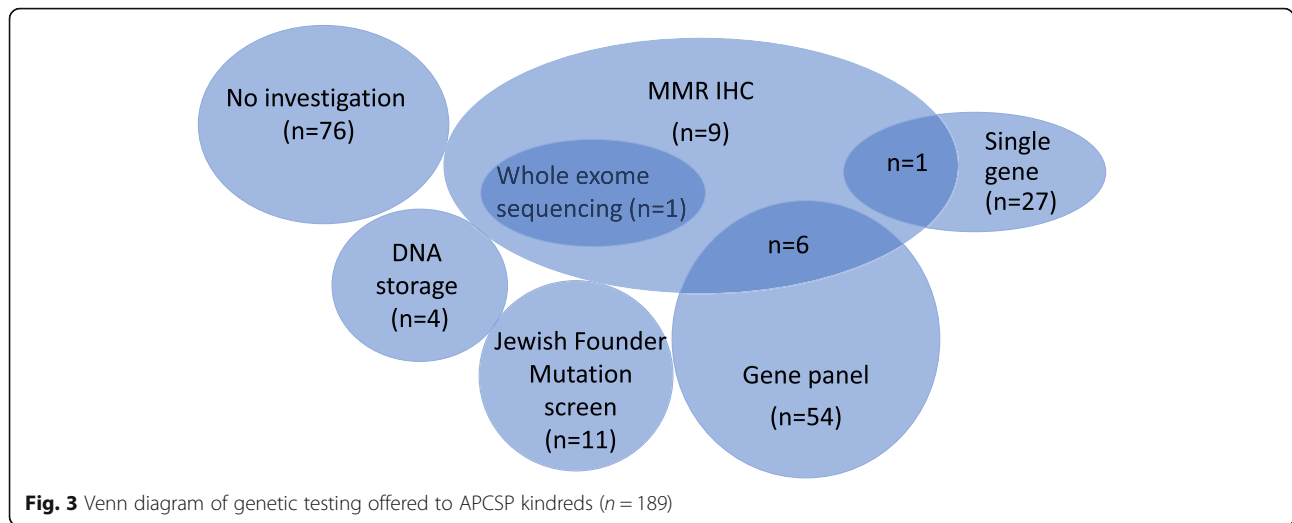 No investigation
(n=76)
MMR IHC
(n=9)
Whole exome
sequencing (n=1)
n=1
Single
gene
(n=27)
n=6
DNA
storage
(n=4)
Jewish Founder
Mutation
screen
(n=11)
Gene panel
(n=54)
Fig. 3 Venn diagram of genetic testing offered to APCSP kindreds (n = 189)